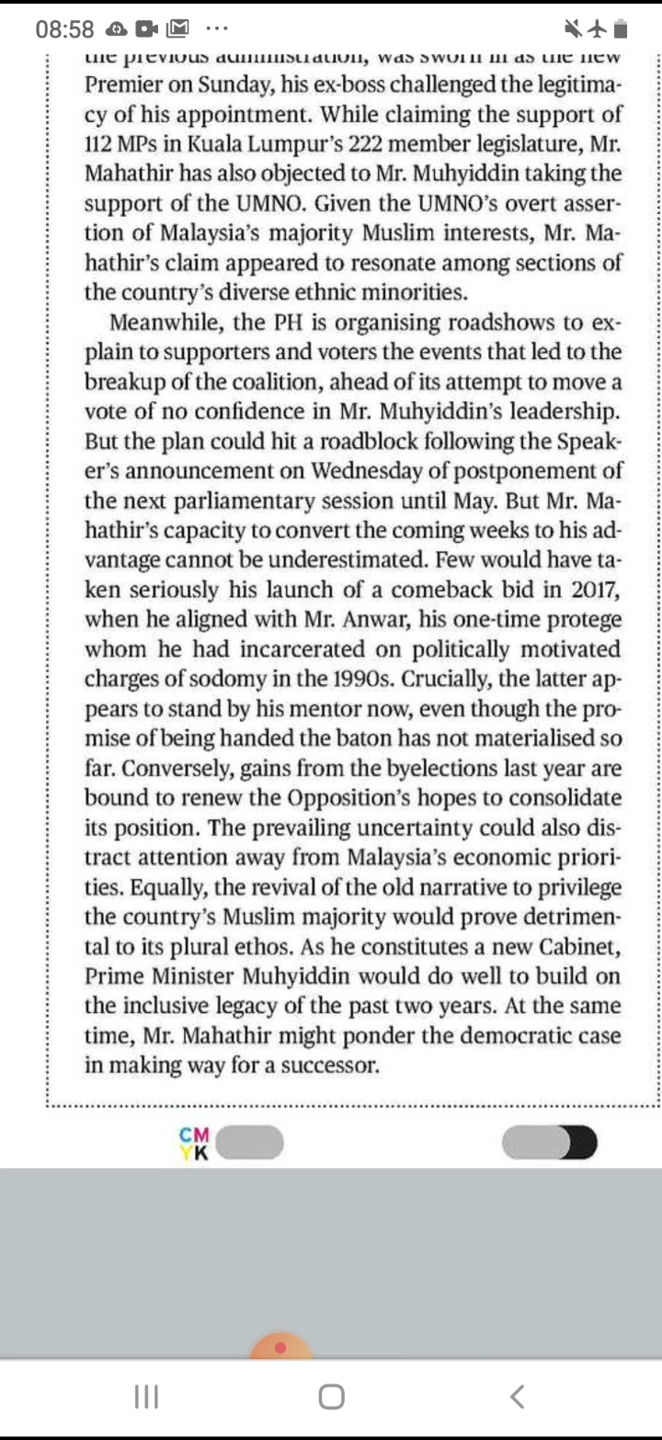 08:58
the previous administration, was sworn in as the new
Premier on Sunday, his ex-boss challenged the legitima-
cy of his appointment. While claiming the support of
112 MPs in Kuala Lumpur's 222 member legislature, Mr.
Mahathir has also objected to Mr. Muhyiddin taking the
support of the UMNO. Given the UMNO's overt asser-
tion of Malaysia's majority Muslim interests, Mr. Ma-
hathir's claim appeared to resonate among sections of
the country's diverse ethnic minorities.
Meanwhile, the PH is organising roadshows to ex-
plain to supporters and voters the events that led to the
breakup of the coalition, ahead of its attempt to move a
vote of no confidence in Mr. Muhyiddin's leadership.
But the plan could hit a roadblock following the Speak-
er's announcement on Wednesday of postponement of
the next parliamentary session until May. But Mr. Ma-
hathir's capacity to convert the coming weeks to his ad-
vantage cannot be underestimated. Few would have ta-
ken seriously his launch of a comeback bid in 2017,
when he aligned with Mr. Anwar, his one-time protege
whom he had incarcerated on politically motivated
charges of sodomy in the 1990s. Crucially, the latter ap-
pears to stand by his mentor now, even though the pro-
mise of being handed the baton has not materialised so
far. Conversely, gains from the byelections last year are
bound to renew the Opposition's hopes to consolidate
its position. The prevailing uncertainty could also dis-
tract attention away from Malaysia's economic priori-
ties. Equally, the revival of the old narrative to privilege
the country's Muslim majority would prove detrimen-
tal to its plural ethos. As he constitutes a new Cabinet,
Prime Minister Muhyiddin would do well to build on
the inclusive legacy of the past two years. At the same
time, Mr. Mahathir might ponder the democratic case
in making way for a successor.
CM
YK